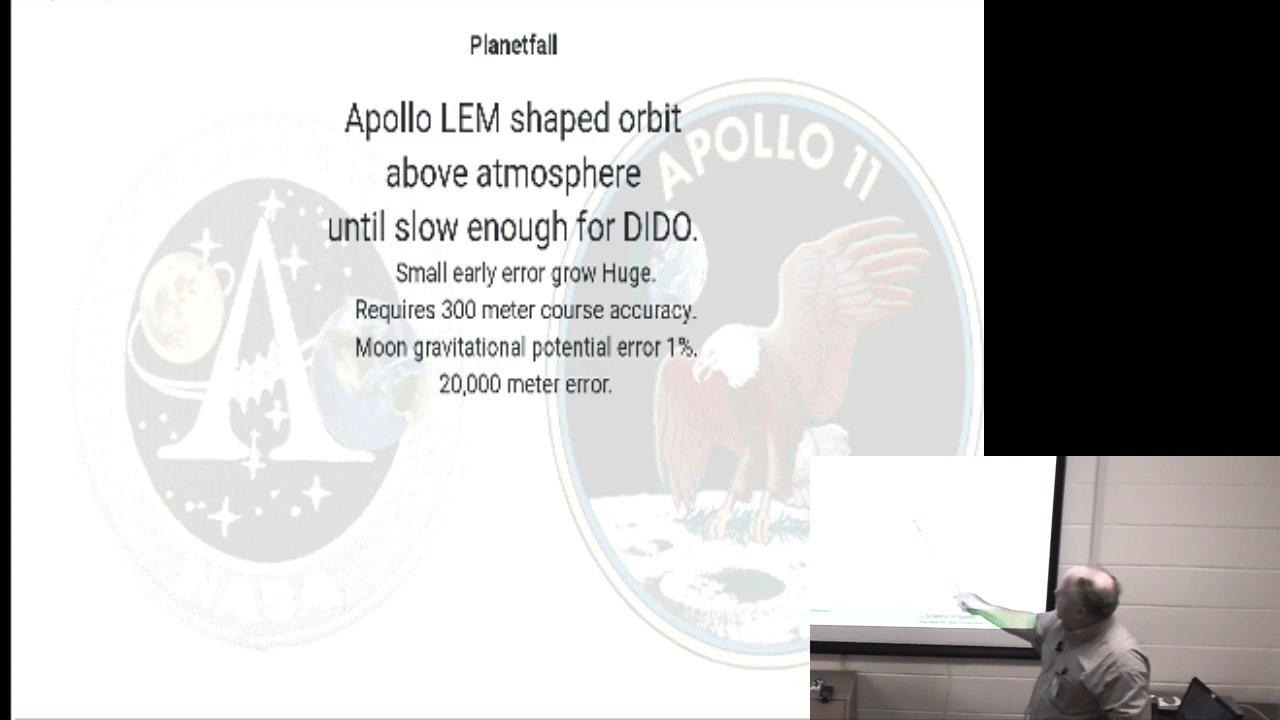 Planetfall
Apollo LEM shaped orbit
above atmosphere
until slow enough for DIDO.
Small early error grow Huge.
Requires 300 meter course accuracy.
Moon gravitational potential error 1%.
20,000 meter error.
APOLLO 11
NASA